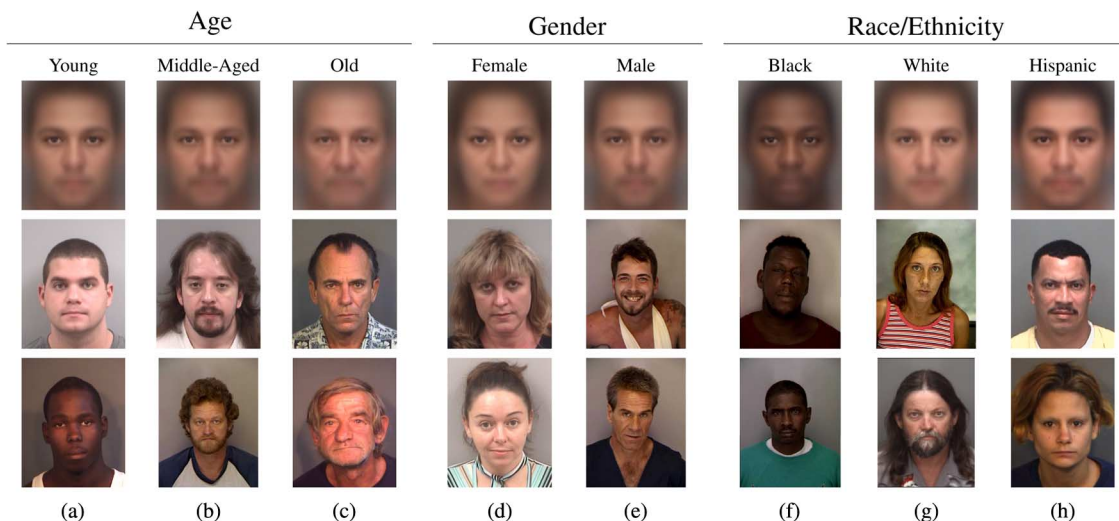 Age Gender Race/Ethnicity
Young Middle-Aged Old Female Male Black White Hispanic
(a) (b) (c) (d) (e) (f) (g) (h)